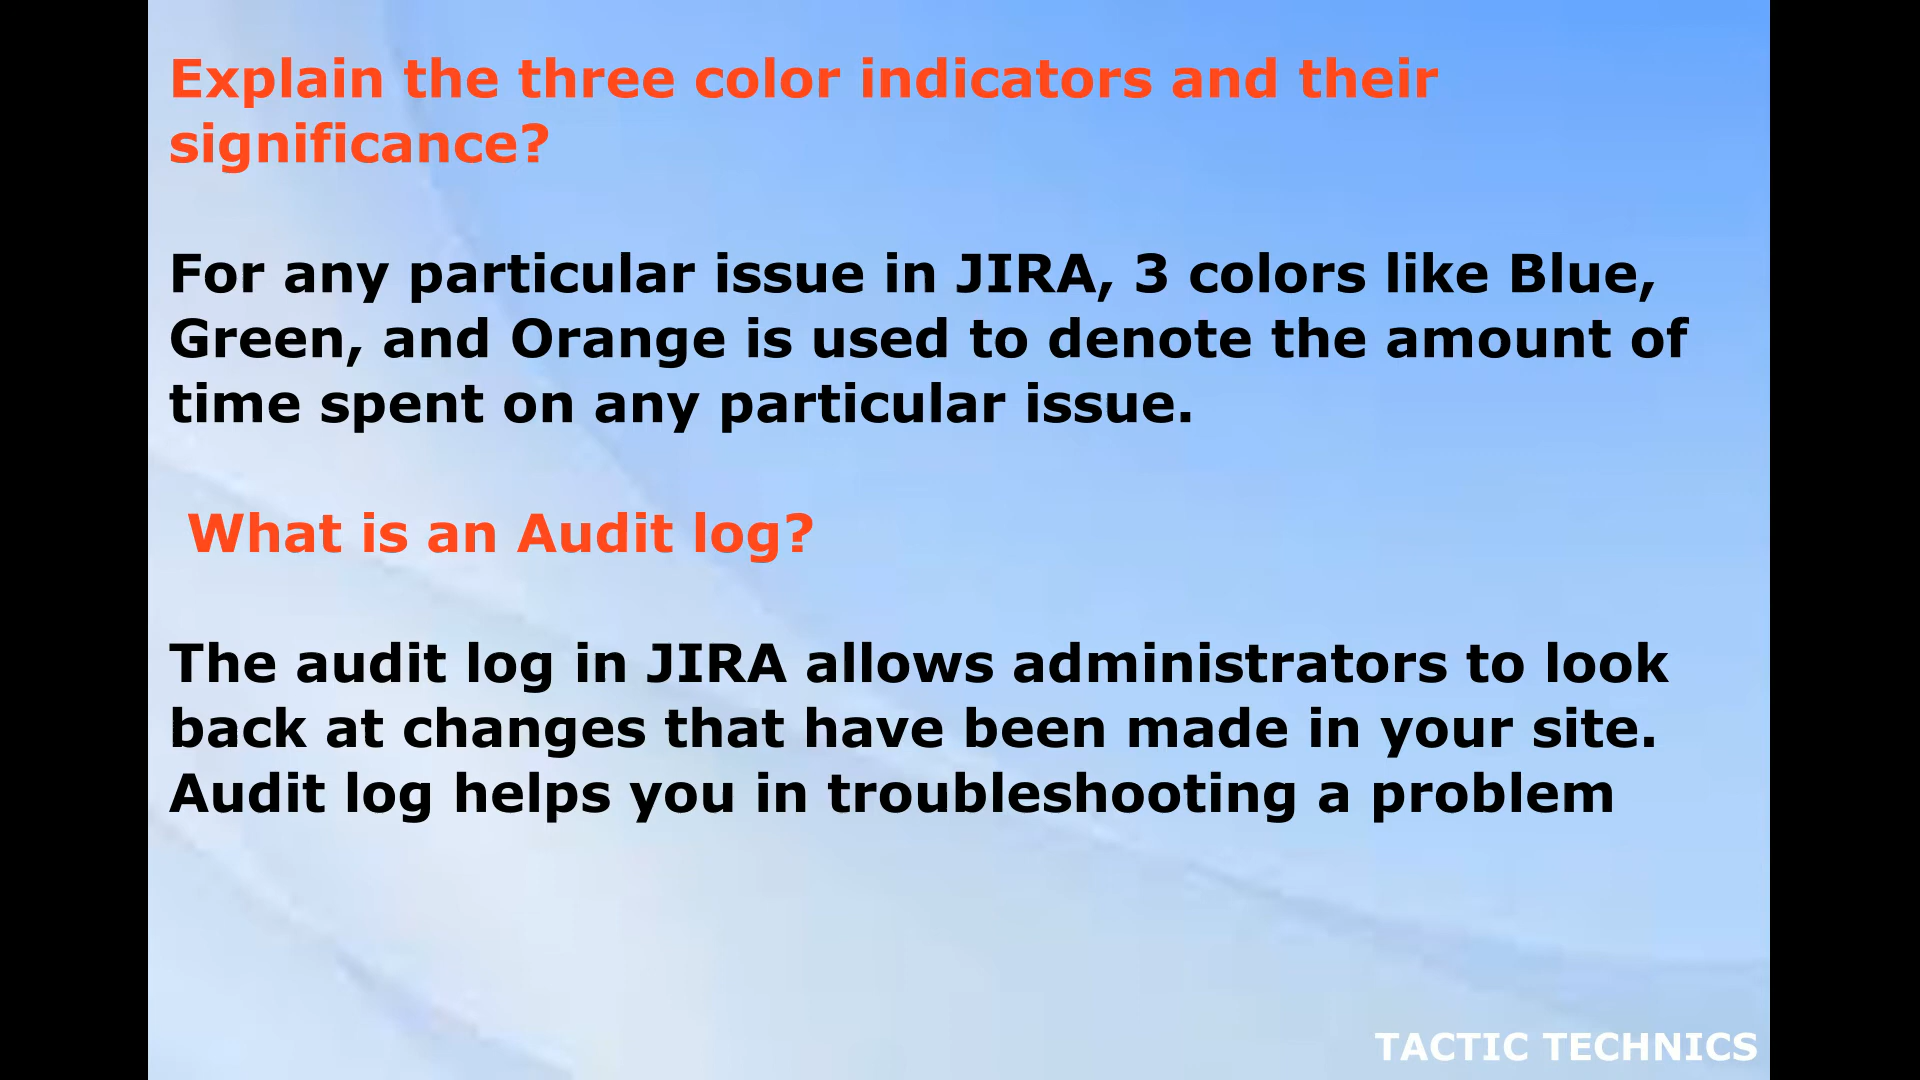 Explain the three color indicators and their
significance?
For any particular issue in JIRA, 3 colors like Blue,
Green, and Orange is used to denote the amount of
time spent on any particular issue.
What is an Audit log?
The audit log in JIRA allows administrators to look
back at changes that have been made in your site.
Audit log helps you in troubleshooting a problem
TACTIC TECHNICS